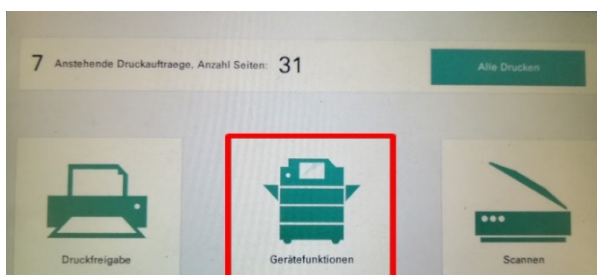 7 Anstehende Druckauftraege, Anzahl Seiten: 31
Alle Drucken
Druckfreigabe
Gerätefunktionen
Scannen